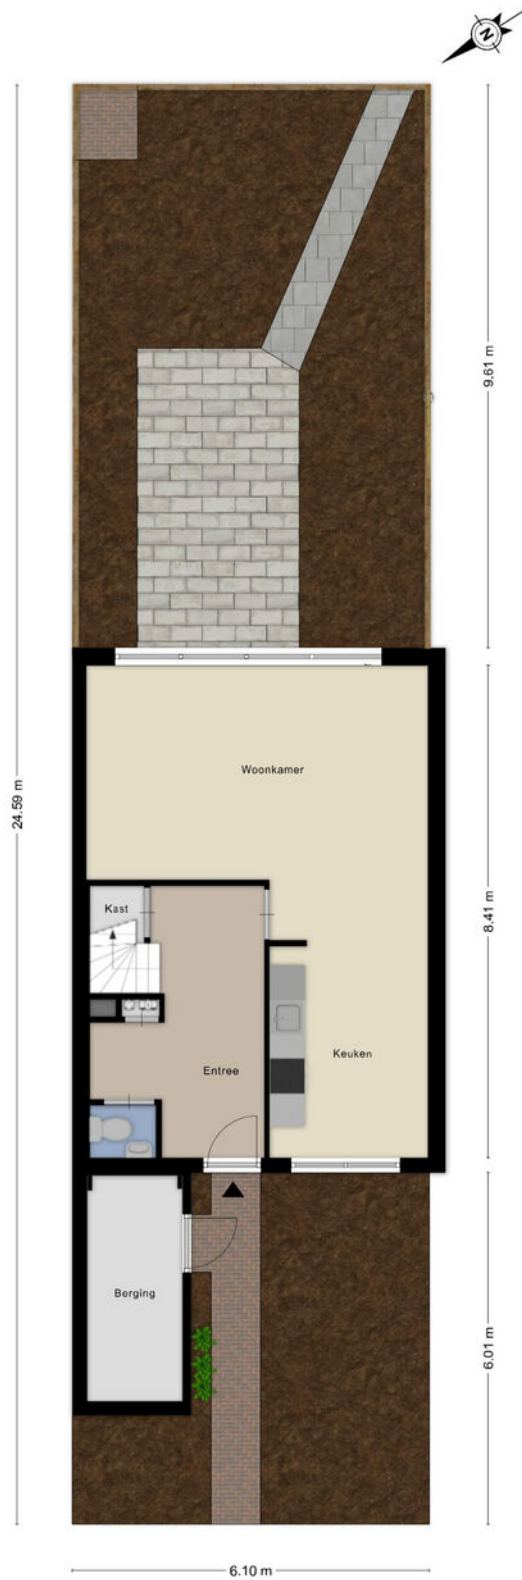 N
9.61 m
24.59 m
Woonkamer
8.41 m
Kast
Keuken
Entree
Berging
6.01 m
6.10 m